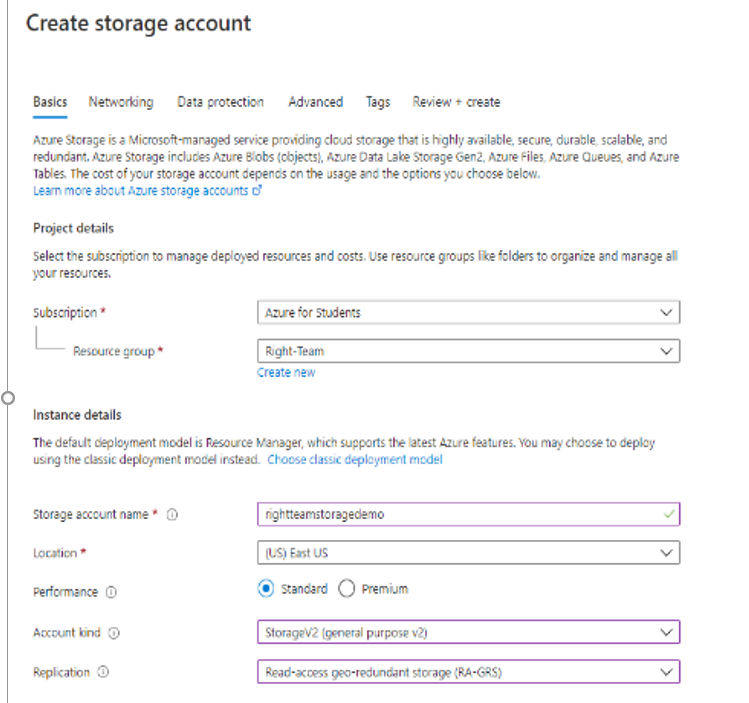 Create storage account
Basics Networking Data protection Advanced Tags Review + create
Azure Storage is a Microsoft-managed service providing cloud storage that is highly available, secure, durable, scalable, and
redundant. Azure Storage includes Azure Blobs (objects), Azure Data Lake Storage Gen2, Azure Files, Azure Queues, and Azure
Tables. The cost of your storage account depends on the usage and the options you choose below.
Learn more about Azure storage accounts
Project details
Select the subscription to manage deployed resources and costs. Use resource groups like folders to organize and manage all
your resources.
Subscription * Azure for Students
Resource group * Right-Team
Create new
Instance details
The default deployment model is Resource Manager, which supports the latest Azure features. You may choose to deploy
using the classic deployment model instead. Choose classic deployment model
Storage account name * rightteamstoragedemo
Location * (US) East US
Performance Standard Premium
Account kind StorageV2 (general purpose v2)
Replication Read-access geo-redundant storage (RA-GRS)